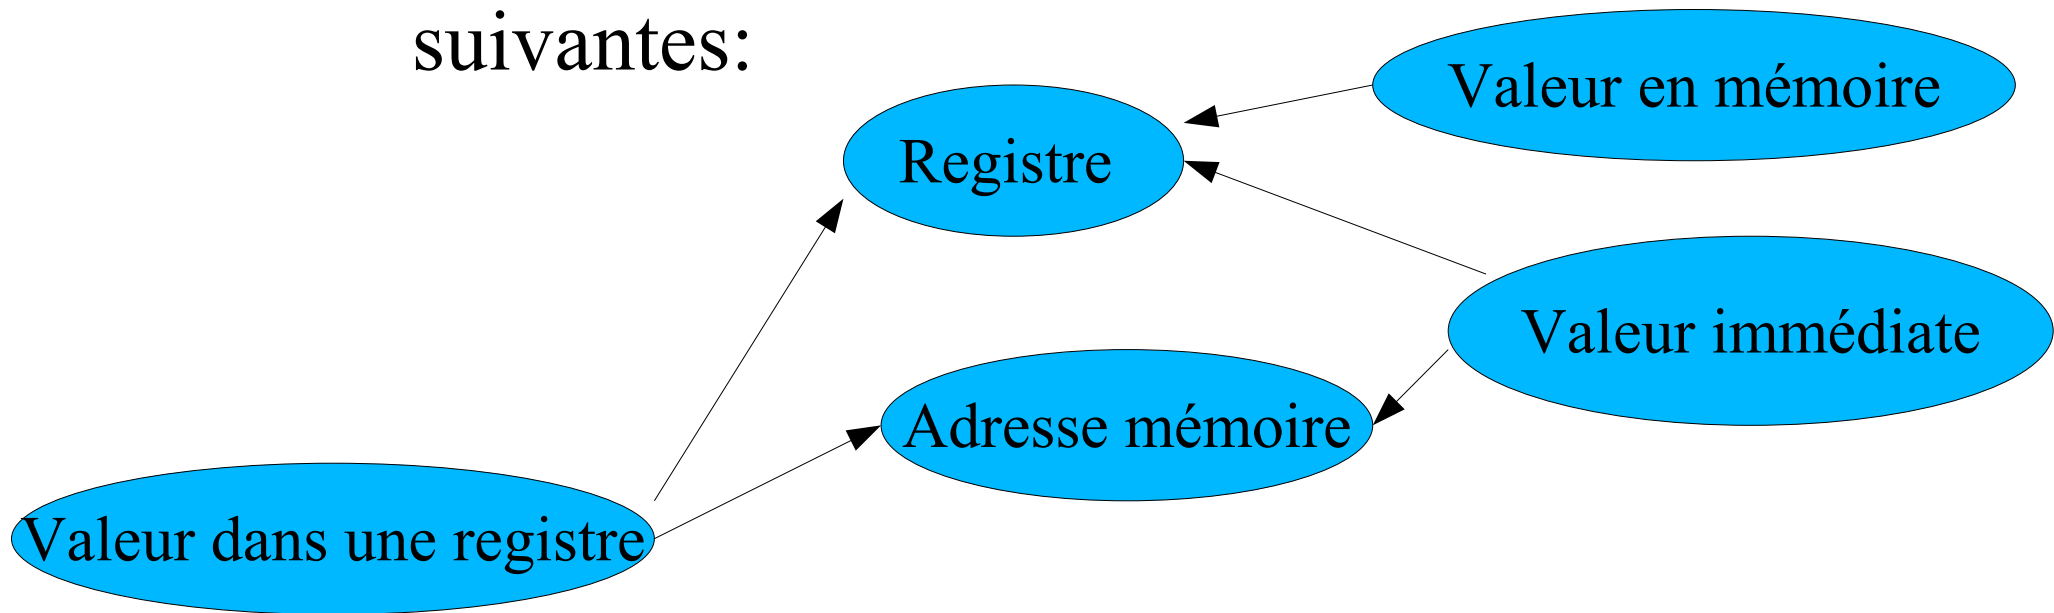 suivantes:
Valeur en mémoire
Registre
Valeur immédiate
Adresse mémoire
Valeur dans une registre